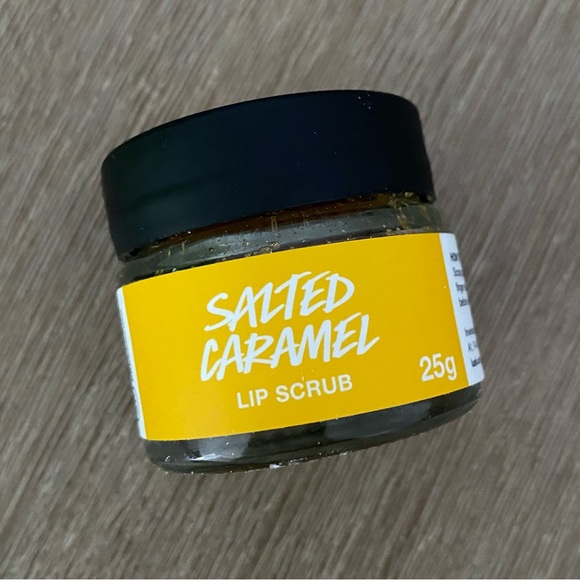 SALTED
CARAMEL
LIP SCRUB
25g